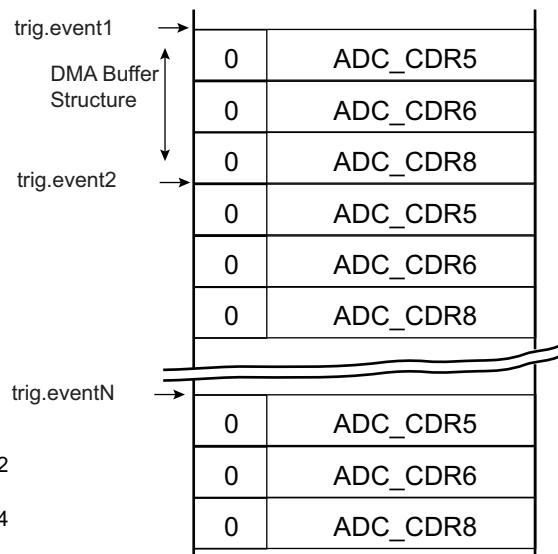 trig.event1
0 ADC_CDR5
DMA Buffer
Structure
0 ADC_CDR6
0 ADC_CDR8
trig.event2
0 ADC_CDR5
0 ADC_CDR6
0 ADC_CDR8
trig.eventN
0 ADC_CDR5
2
0 ADC_CDR6
4
0 ADC_CDR8